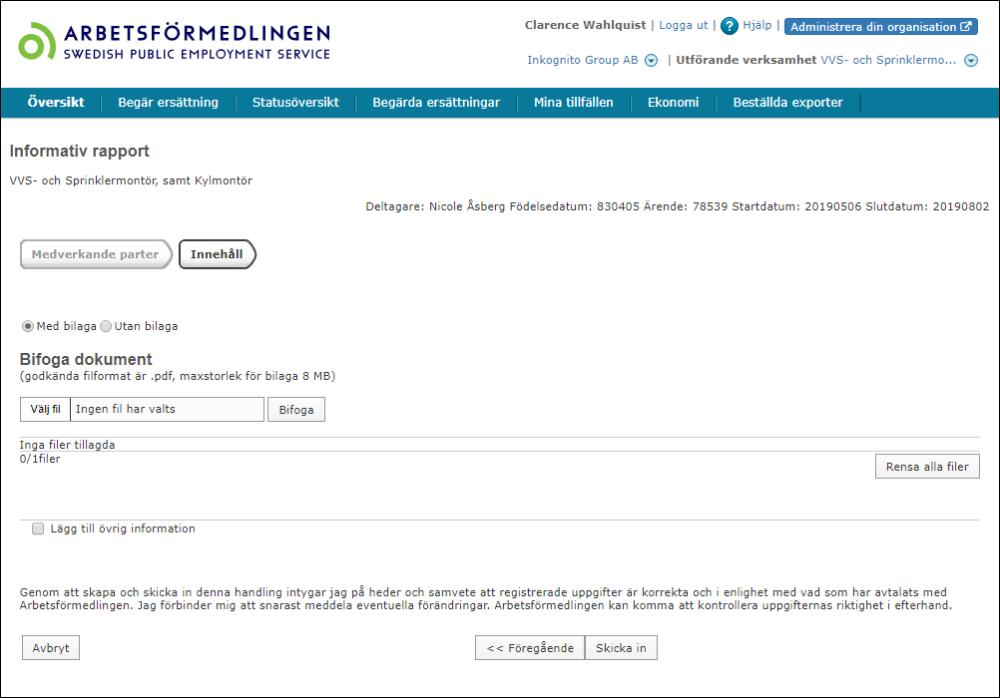 ARBETSFÖRMEDLINGEN
SWEDISH PUBLIC EMPLOYMENT SERVICE
Clarence Wahlquist | Logga ut | ? Hjälp | Administrera din organisation
Inkognito Group AB | Utförande verksamhet VVS- och Sprinklermo...
Översikt Begär ersättning Statusöversikt Begärda ersättningar Mina tillfällen Ekonomi Beställda exporter
Informativ rapport
VVS- och Sprinklermontör, samt Kylmontör
Deltagare: Nicole Åsberg Födelsedatum: 830405 Ärende: 78539 Startdatum: 20190506 Slutdatum: 20190802
Medverkande parter Innehåll
Med bilaga Utan bilaga
Bifoga dokument
(godkända filformat är .pdf, maxstorlek för bilaga 8 MB)
Välj fil Ingen fil har valts Bifoga
Inga filer tillagda
0/1filer
Rensa alla filer
Lägg till övrig information
Genom att skapa och skicka in denna handling intygar jag på heder och samvete att registrerade uppgifter är korrekta och i enlighet med vad som har avtalats med
Arbetsförmedlingen. Jag förbinder mig att snarast meddela eventuella förändringar. Arbetsförmedlingen kan komma att kontrollera uppgifternas riktighet i efterhand.
Avbryt << Föregående Skicka in